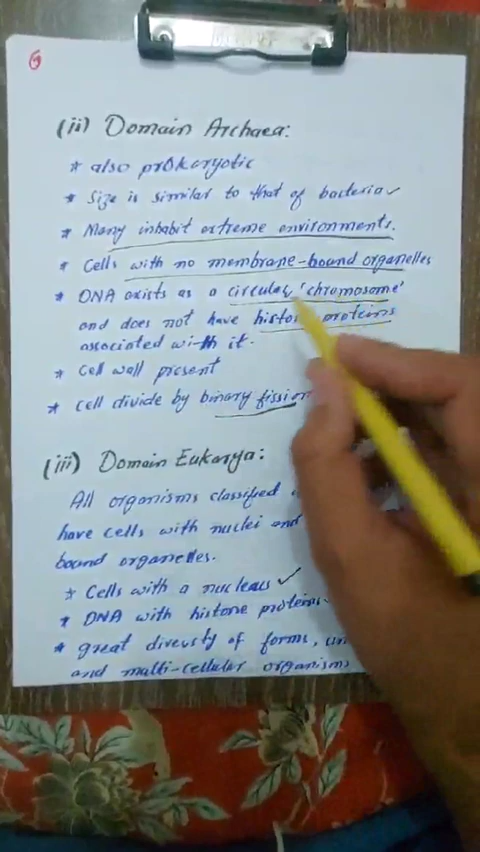 6
(ii) Domain Archaea:
* also prokaryotic
* Size is similar to that of bacteria ✓
* Many inhabit extreme environments.
* Cells with no membrane-bound organelles
* DNA exists as a circular 'chromosome'
and does not have proteins
associated with it.
* Cell wall present
* cell divide by binary fission
(iii) Domain Eukarya:
All organisms classified
have cells with nuclei and
bound organelles.
* Cells with a nucleus ✓
* DNA with histone proteins
* great diversity of forms,
and multi-cellular organisms